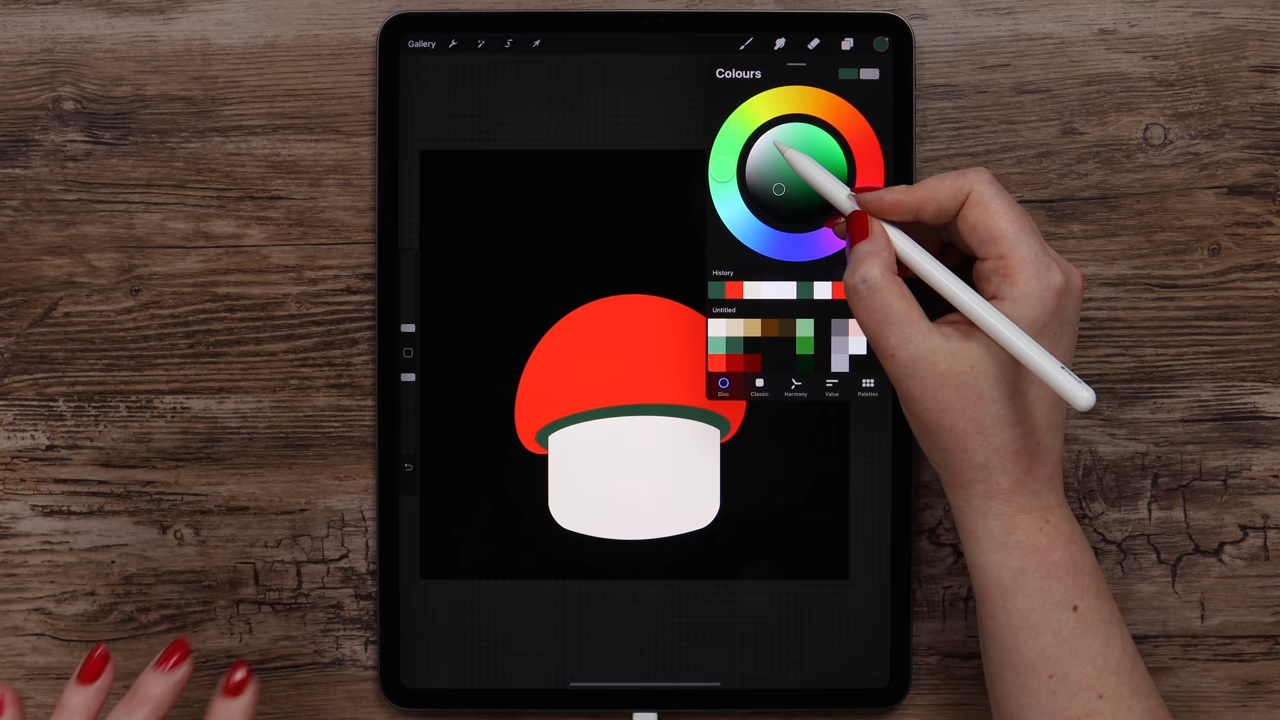 Gallery
Colours
History
Untitled
Disc Classic Harmony Value Palettes